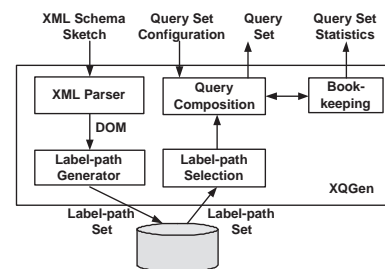 XML Schema
Sketch
Query Set
Configuration
Query
Set
Query Set
Statistics
XML Parser
Query
Composition
Book-
keeping
DOM
Label-path
Generator
Label-path
Selection
XQGen
Label-path
Set
Label-path
Set